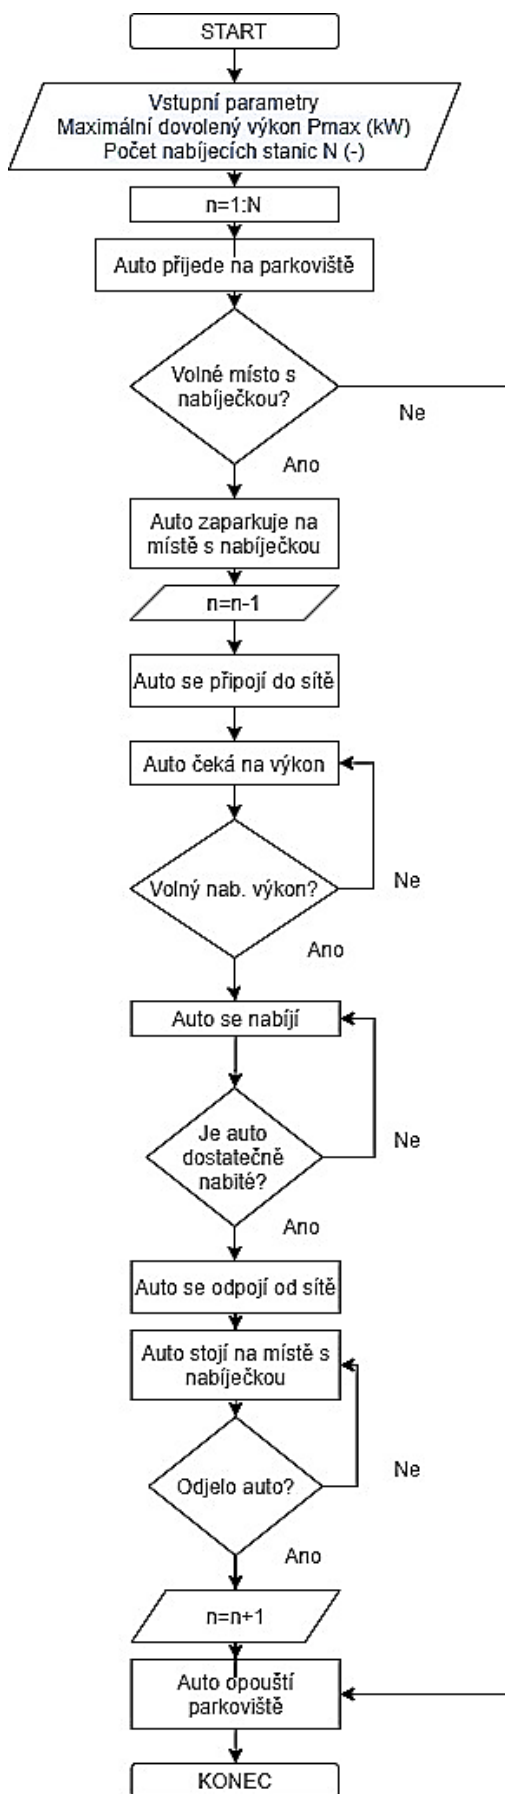 START
Vstupní parametry
Maximální dovolený výkon Pmax (kW)
Počet nabíjecích stanic N (-)
n=1:N
Auto přijede na parkoviště
Volné místo s
nabíječkou?
Ne
Ano
Auto zaparkuje na
místě s nabíječkou
n=n-1
Auto se připojí do sítě
Auto čeká na výkon
Volný nab. výkon?
Ne
Ano
Auto se nabíjí
Je auto
dostatečně
nabité?
Ne
Ano
Auto se odpojí od sítě
Auto stojí na místě s
nabíječkou
Odjelo auto?
Ne
Ano
n=n+1
Auto opouští
parkoviště
KONEC